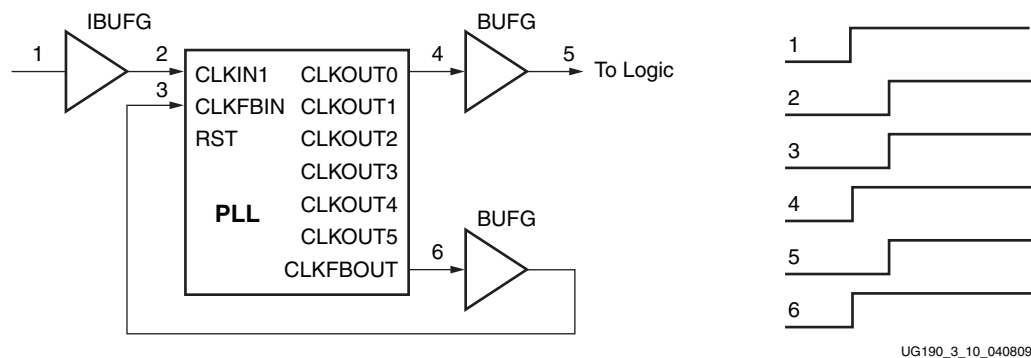 IBUFG
BUFG
1
2
3
CLKIN1
CLKFBIN
RST
PLL
CLKOUT0
CLKOUT1
CLKOUT2
CLKOUT3
CLKOUT4
CLKOUT5
CLKFBOUT
4
5
To Logic
BUFG
6
1
2
3
4
5
6
UG190_3_10_040809